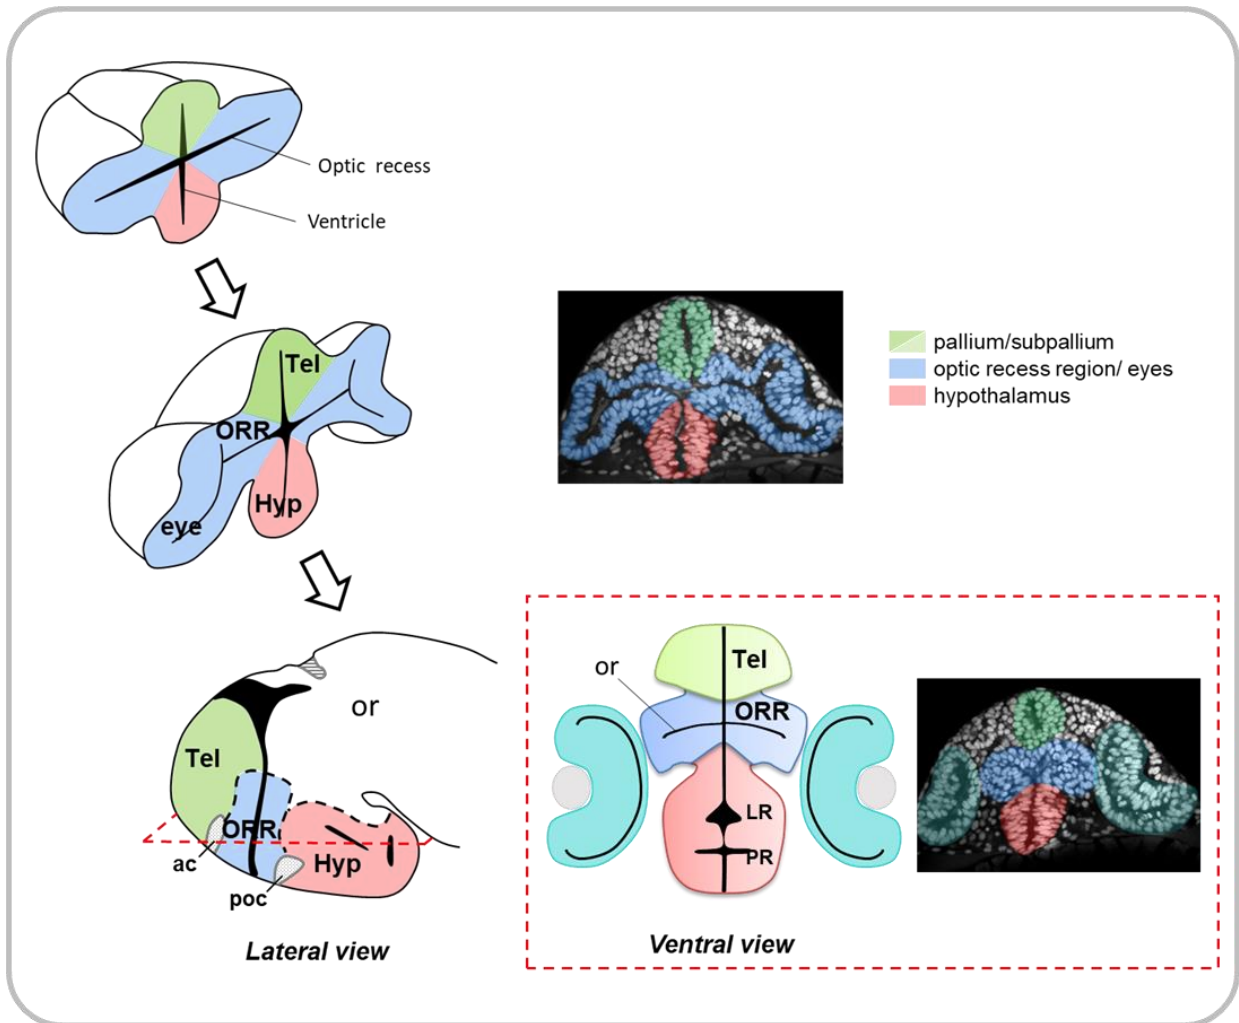 Optic recess
Ventricle
Tel
ORR
Hyp
eye
pallium/subpallium
optic recess region/ eyes
hypothalamus
or
Tel
ORR
Hyp
ac
poc
Lateral view
or
Tel
ORR
LR
PR
Ventral view